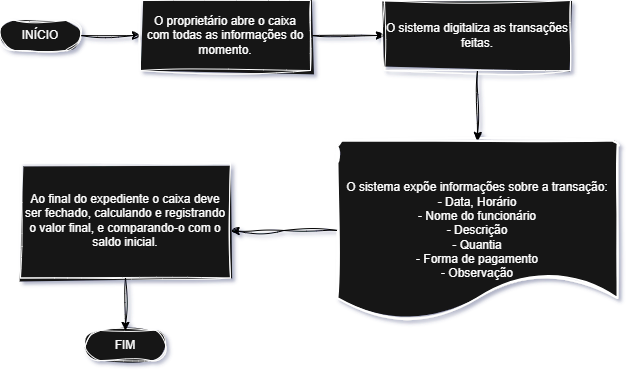 INÍCIO
O proprietário abre o caixa
com todas as informações do
momento.
O sistema digitaliza as transações
feitas.
O sistema expõe informações sobre a transação:
- Data, Horário
- Nome do funcionário
- Descrição
- Quantia
- Forma de pagamento
- Observação
Ao final do expediente o caixa deve
ser fechado, calculando e registrando
o valor final, e comparando-o com o
saldo inicial.
FIM